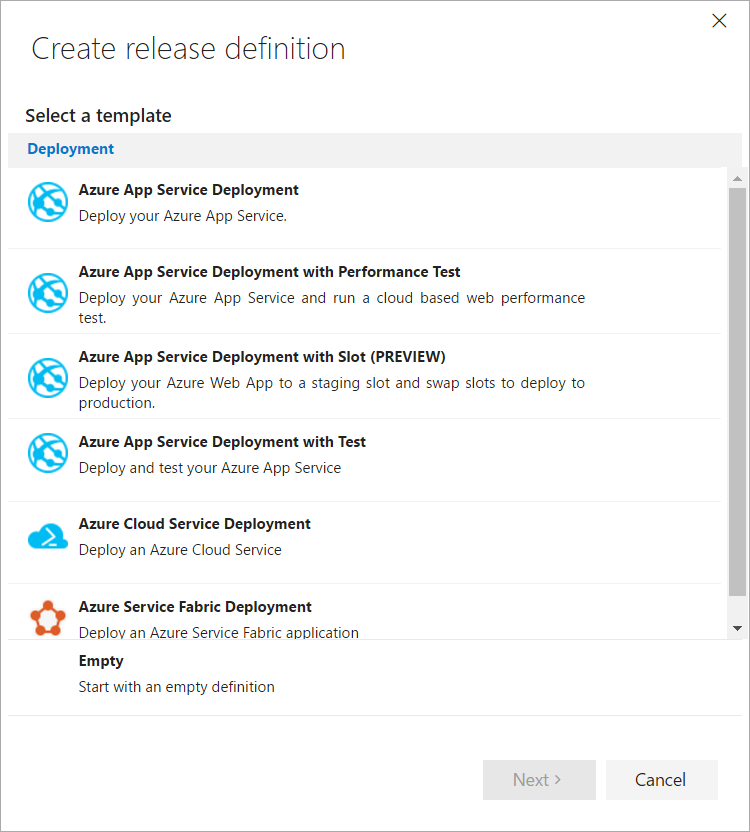 Create release definition
Select a template
Deployment
Azure App Service Deployment
Deploy your Azure App Service.
Azure App Service Deployment with Performance Test
Deploy your Azure App Service and run a cloud based web performance
test.
Azure App Service Deployment with Slot (PREVIEW)
Deploy your Azure Web App to a staging slot and swap slots to deploy to
production.
Azure App Service Deployment with Test
Deploy and test your Azure App Service
Azure Cloud Service Deployment
Deploy an Azure Cloud Service
Azure Service Fabric Deployment
Deploy an Azure Service Fabric application
Empty
Start with an empty definition
Next >
Cancel